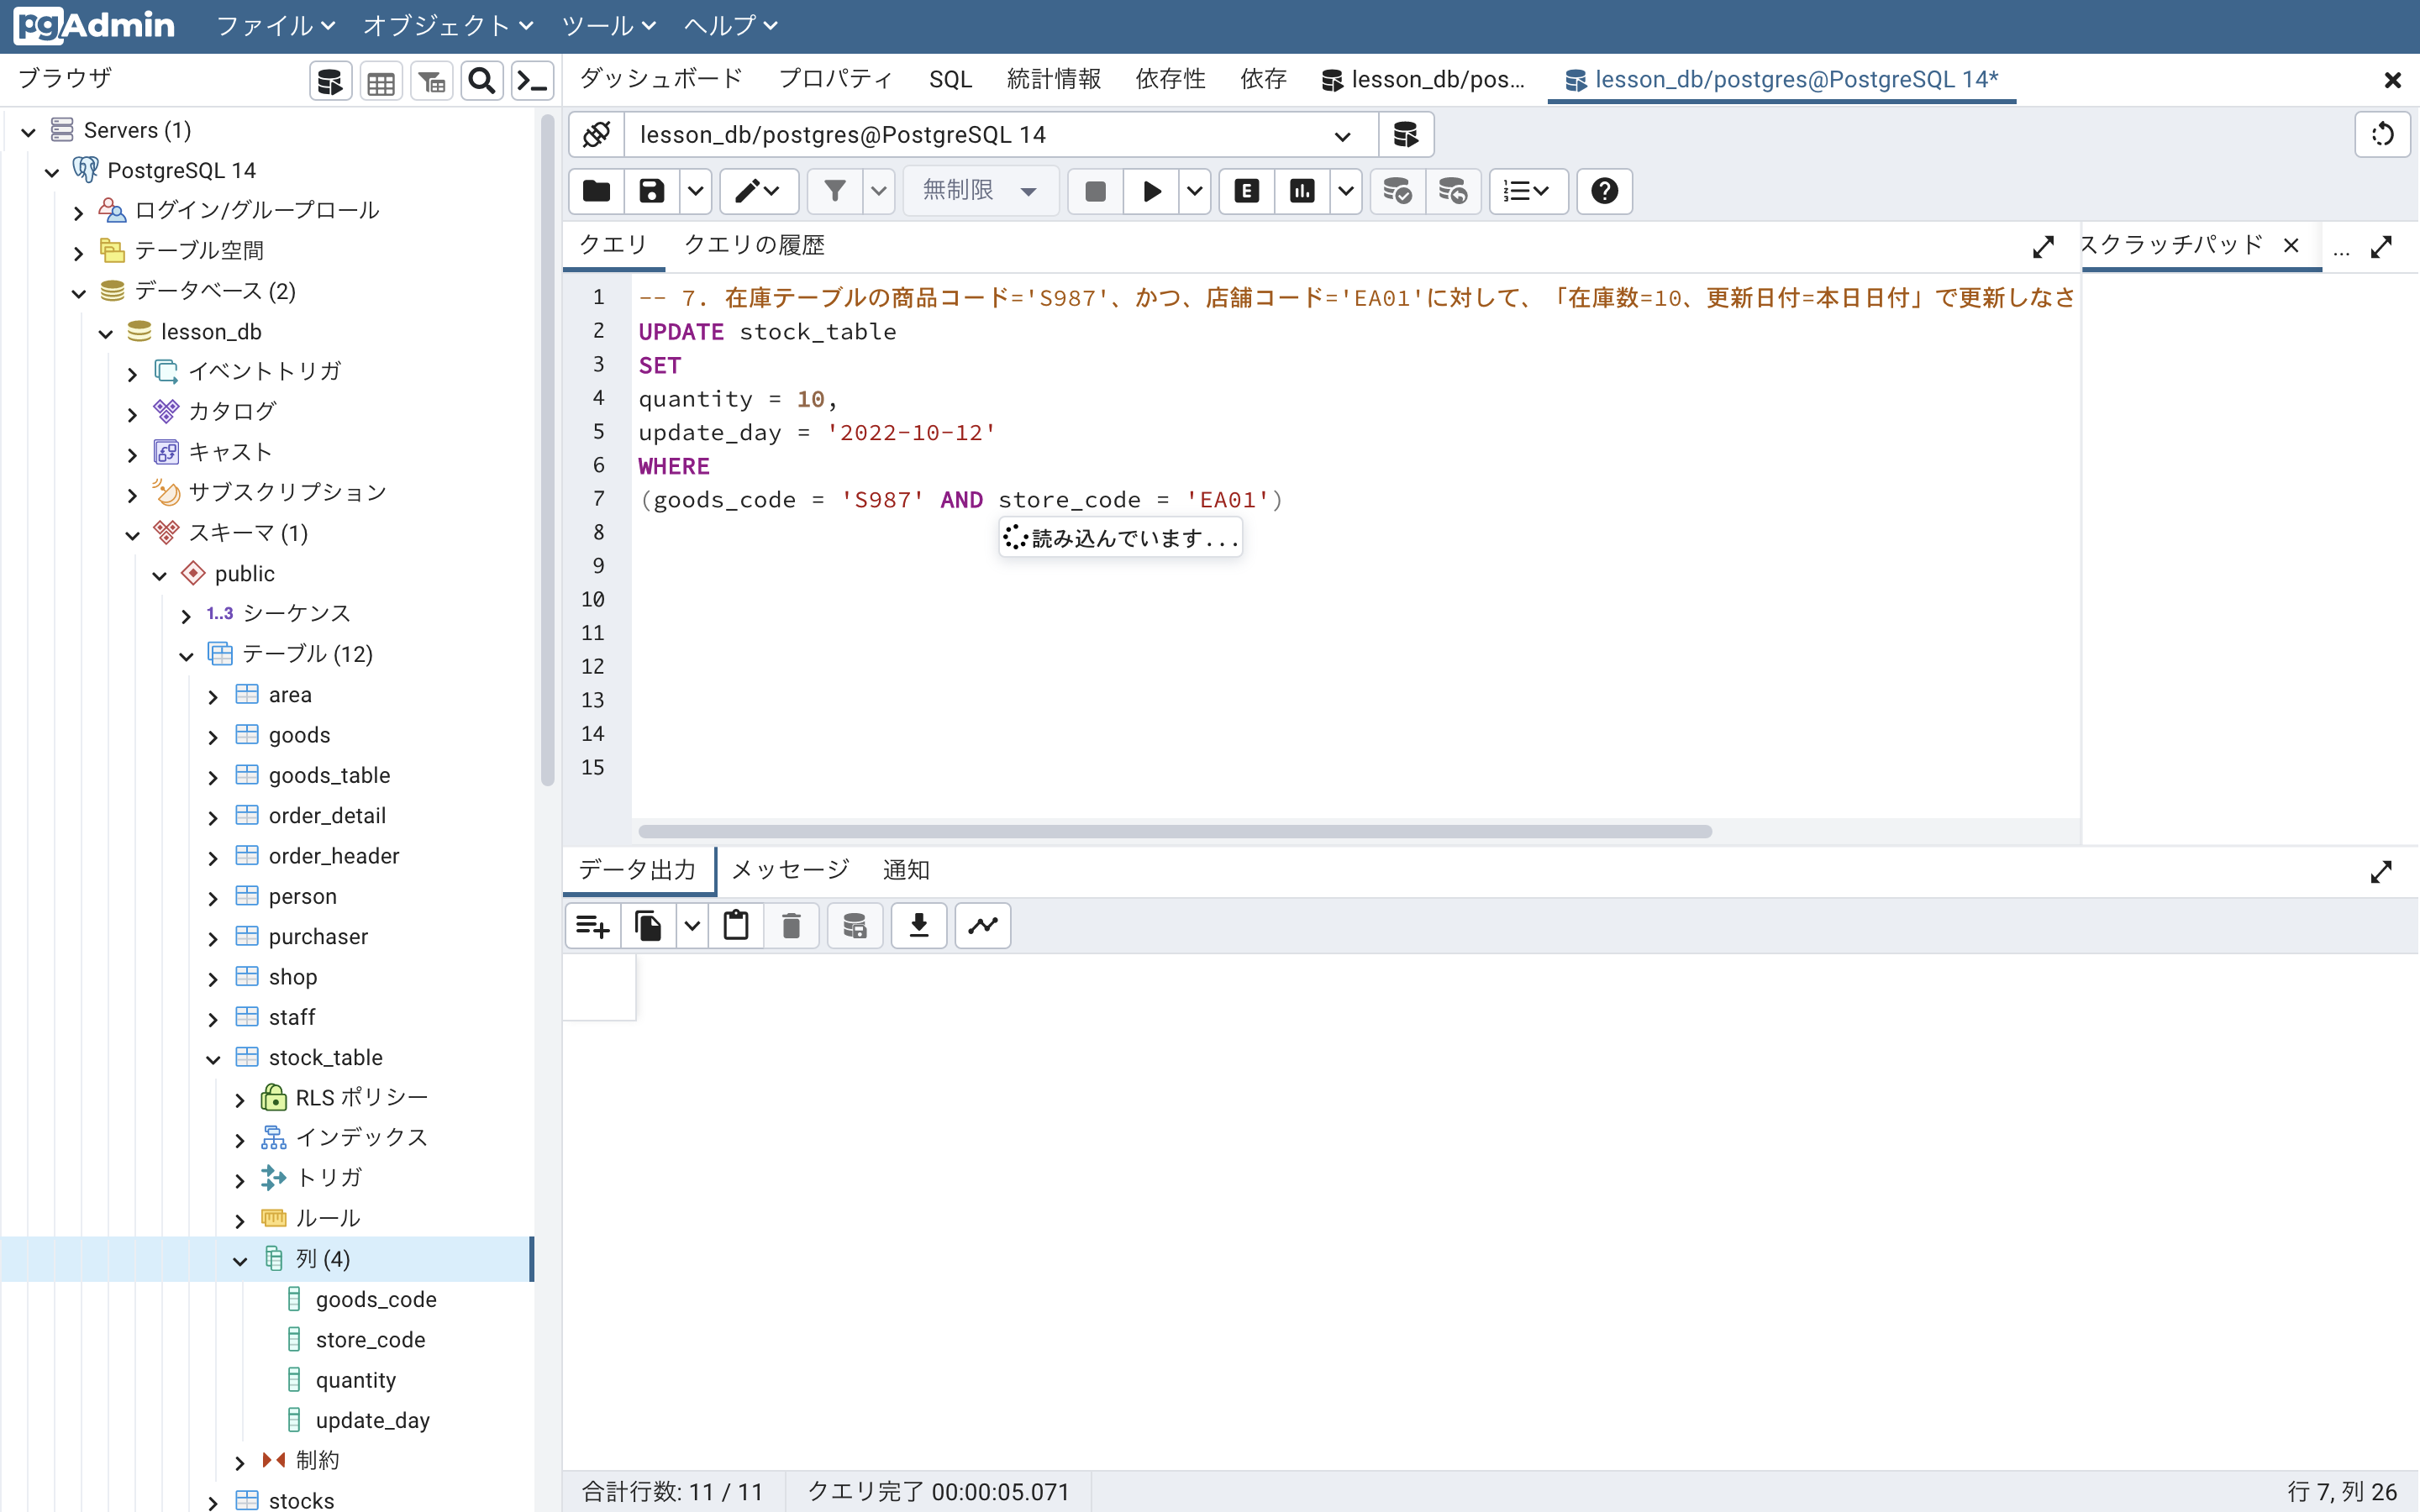 pgAdmin ファイル オブジェクト ツール ヘルプ
ブラウザ
ダッシュボード プロパティ SQL 統計情報 依存性 依存 lesson_db/pos... lesson_db/postgres@PostgreSQL 14*
lesson_db/postgres@PostgreSQL 14
無制限
クエリ クエリの履歴
スクラッチパッド
...
Servers (1)
PostgreSQL 14
ログイン/グループロール
テーブル空間
データベース (2)
lesson_db
イベントトリガ
カタログ
キャスト
サブスクリプション
スキーマ (1)
public
1..3 シーケンス
テーブル (12)
area
goods
goods_table
order_detail
order_header
person
purchaser
shop
staff
stock_table
RLS ポリシー
インデックス
トリガ
ルール
列 (4)
goods_code
store_code
quantity
update_day
制約
stocks
1 -- 7. 在庫テーブルの商品コード='S987'、かつ、店舗コード='EA01'に対して、「在庫数=10、更新日付=本日日付」で更新しなさ
2 UPDATE stock_table
3 SET
4 quantity = 10,
5 update_day = '2022-10-12'
6 WHERE
7 (goods_code = 'S987' AND store_code = 'EA01')
8
読み込んでいます...
9
10
11
12
13
14
15
データ出力 メッセージ 通知
合計行数: 11 / 11 クエリ完了 00:00:05.071
行 7, 列 26